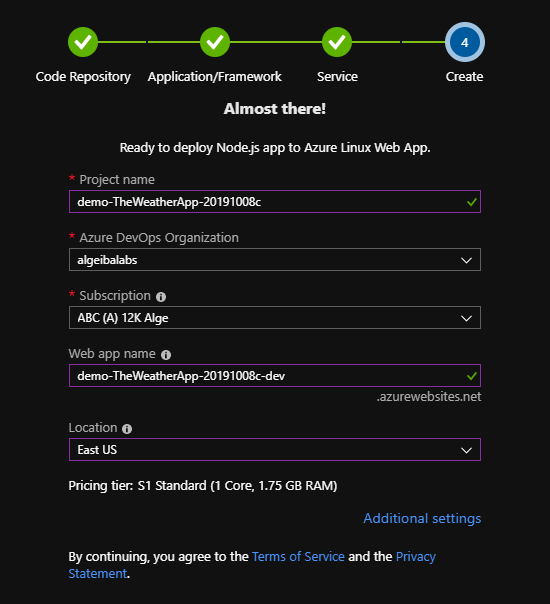 4
Code Repository Application/Framework Service Create
Almost there!
Ready to deploy Node.js app to Azure Linux Web App.
* Project name
demo-TheWeatherApp-20191008c
* Azure DevOps Organization
algeibalabs
* Subscription
ABC (A) 12K Alge
Web app name
demo-TheWeatherApp-20191008c-dev
.azurewebsites.net
Location
East US
Pricing tier: S1 Standard (1 Core, 1.75 GB RAM)
Additional settings
By continuing, you agree to the Terms of Service and the Privacy
Statement.